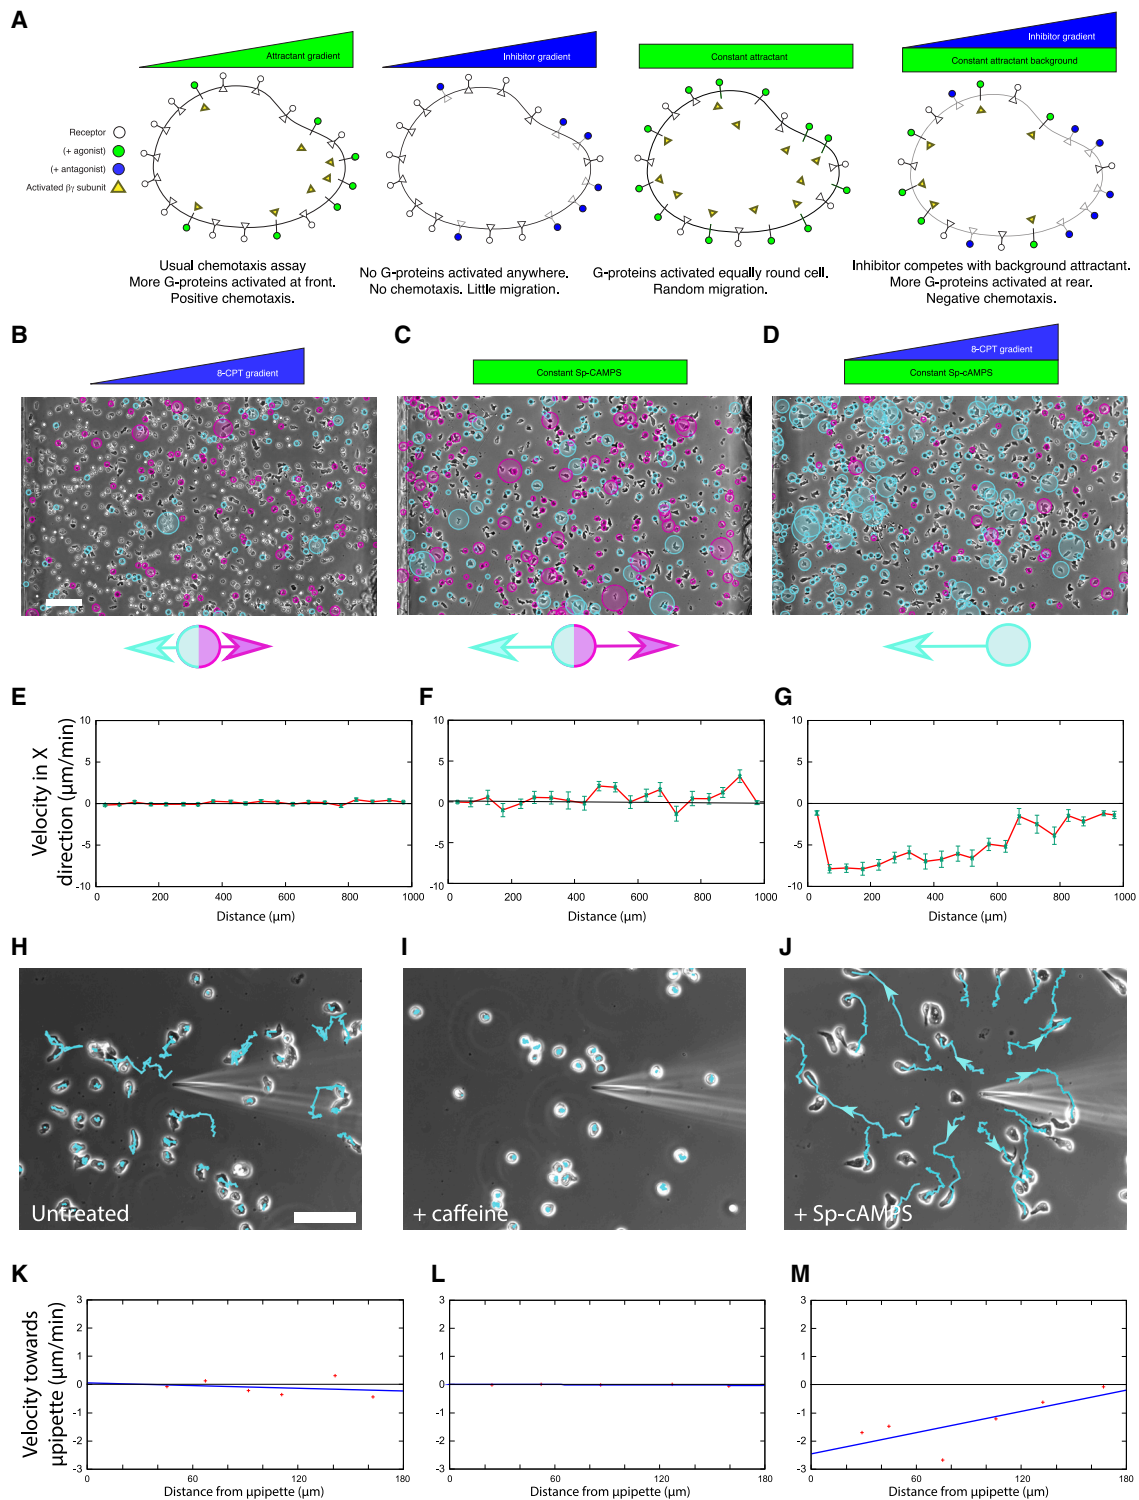 A
Attractant gradient
Inhibitor gradient
Constant attractant
Inhibitor gradient
Constant attractant background
Receptor
(+ agonist)
(+ antagonist)
Activated βγ subunit
Usual chemotaxis assay
More G-proteins activated at front.
Positive chemotaxis.
No G-proteins activated anywhere.
No chemotaxis. Little migration.
G-proteins activated equally round cell.
Random migration.
Inhibitor competes with background attractant.
More G-proteins activated at rear.
Negative chemotaxis.
B
8-CPT gradient
C
Constant Sp-CAMPS
D
8-CPT gradient
Constant Sp-cAMPS
E
Velocity in X
direction (μm/min)
10
5
0
-5
-10
0 200 400 600 800 1000
Distance (μm)
F
10
5
0
-5
-10
0 200 400 600 800 1000
Distance (μm)
G
10
5
0
-5
-10
0 200 400 600 800 1000
Distance (μm)
H
Untreated
I
+ caffeine
J
+ Sp-cAMPS
K
Velocity towards
μpipette (μm/min)
3
2
1
0
-1
-2
-3
0 60 120 180
Distance from μpipette (μm)
L
3
2
1
0
-1
-2
-3
0 60 120 180
Distance from μpipette (μm)
M
3
2
1
0
-1
-2
-3
0 60 120 180
Distance from μpipette (μm)